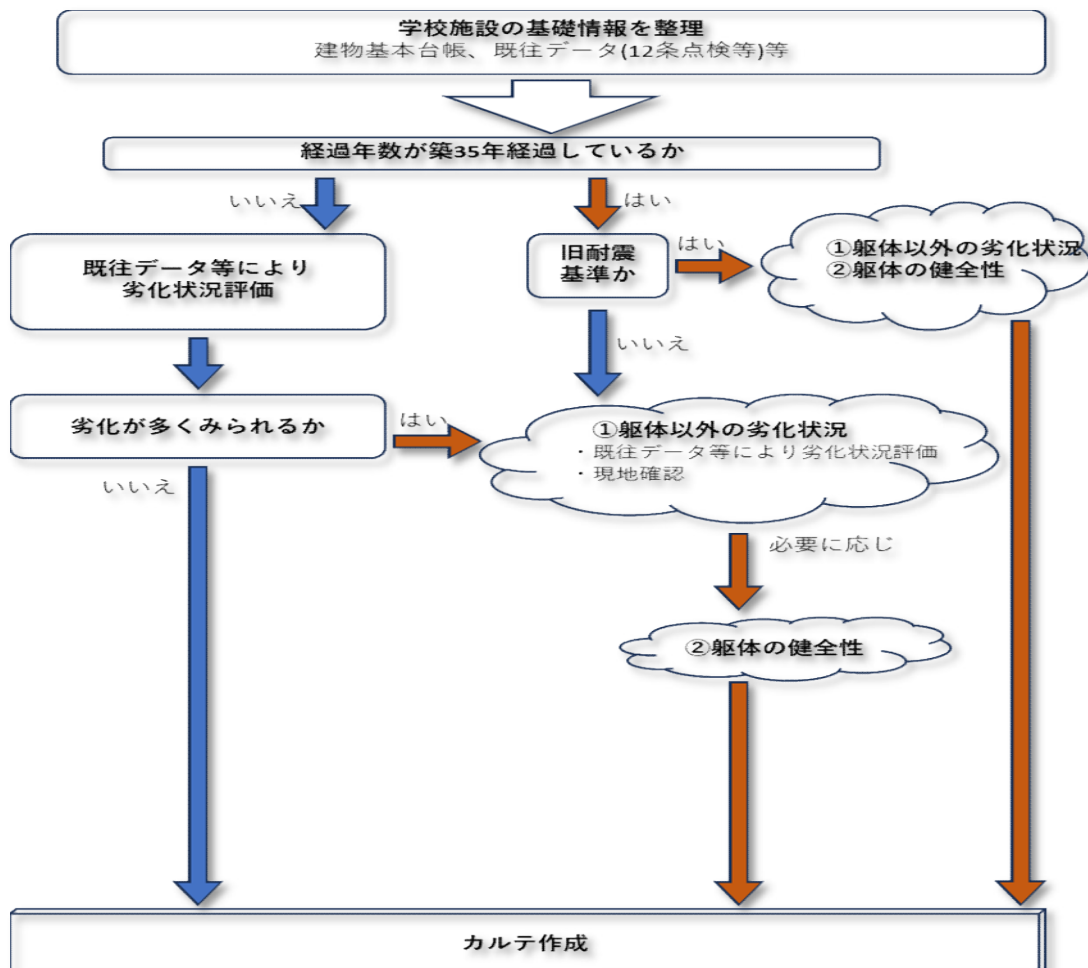 学校施設の基礎情報を整理
建物基本台帳、既往データ(12条点検等)等
経過年数が築35年経過しているか
いいえ
はい
既往データ等により
劣化状況評価
旧耐震
基準か
はい
①躯体以外の劣化状況
②躯体の健全性
いいえ
劣化が多くみられるか
はい
①躯体以外の劣化状況
・既往データ等により劣化状況評価
・現地確認
いいえ
必要に応じ
②躯体の健全性
カルテ作成